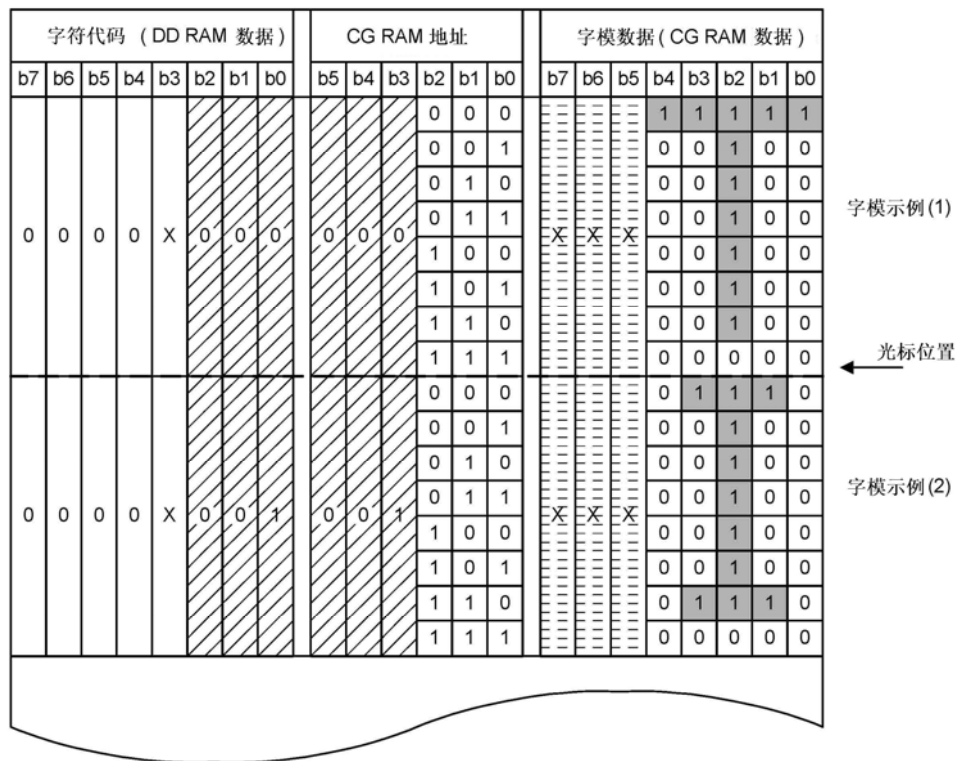 字符代码 (DD RAM 数据) CG RAM 地址 字模数据(CG RAM 数据)
b7 b6 b5 b4 b3 b2 b1 b0 b5 b4 b3 b2 b1 b0 b7 b6 b5 b4 b3 b2 b1 b0
0 0 0 1 1 1 1 1
0 0 1 0 0 1 0 0
0 1 0 0 0 1 0 0
字模示例(1)
0 1 1 0 0 1 0 0
0 0 0 0 X 0 0 0 0 0 0 X X X
1 0 0 0 0 1 0 0
1 0 1 0 0 1 0 0
1 1 0 0 0 1 0 0
1 1 1 0 0 0 0 0
光标位置
0 0 0 0 1 1 1 0
0 0 1 0 0 1 0 0
0 1 0 0 0 1 0 0
字模示例(2)
0 1 1 0 0 1 0 0
0 0 0 0 X 0 0 1 0 0 1 X X X
1 0 0 0 0 1 0 0
1 0 1 0 0 1 0 0
1 1 0 0 1 1 1 0
1 1 1 0 0 0 0 0